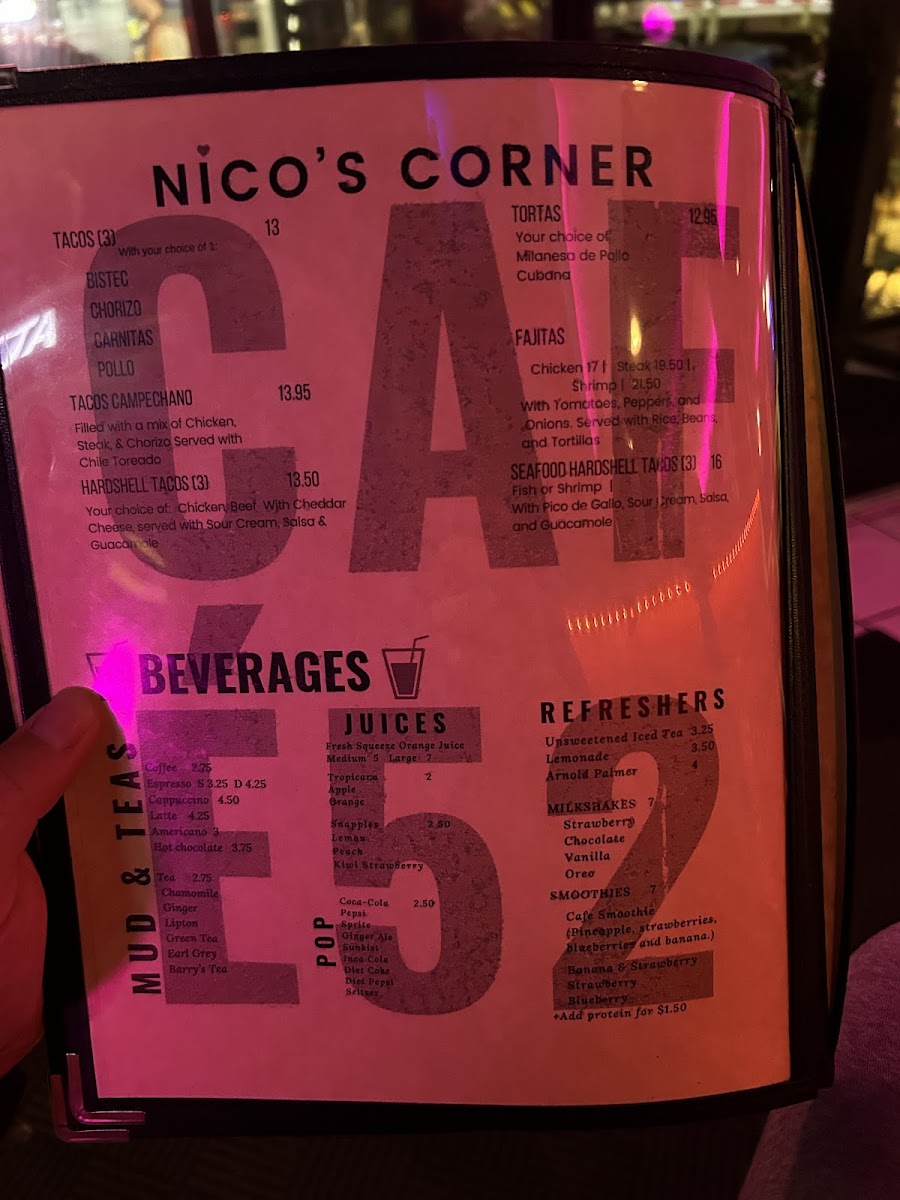 NiCO'S CORNER
CAF
É52
TACOS (3) 13
With your choice of 1:
BISTEC
CHORIZO
CARNITAS
POLLO
TACOS CAMPECHANO 13.95
Filled with a mix of Chicken,
Steak, & Chorizo Served with
Chile Toreado
HARDSHELL TACOS (3) 13.50
Your choice of: Chicken, Beef With Cheddar
Cheese, served with Sour Cream, Salsa &
Guacamole
TORTAS 12.95
Your choice of
Milanesa de Pollo
Cubana
FAJITAS
Chicken 17 | Steak 19.50 |
Shrimp | 21.50
With Tomatoes, Peppers, and
Onions. Served with Rice, Beans,
and Tortillas
SEAFOOD HARDSHELL TACOS (3) 16
Fish or Shrimp |
With Pico de Gallo, Sour Cream, Salsa,
and Guacamole
BEVERAGES
MUD & TEAS
Coffee 2.75
Espresso S 3.25 D 4.25
Cappuccino 4.50
Latte 4.25
Americano 3
Hot chocolate 3.75
Tea 2.75
Chamomile
Ginger
Lipton
Green Tea
Earl Grey
Barry's Tea
JUICES
Fresh Squeeze Orange Juice
Medium 5 Large 7
Tropicana 2
Apple
Orange
Snapples 2.50
Lemon
Peach
Kiwi Strawberry
POP
Coca-Cola 2.50
Pepsi
Sprite
Ginger Ale
Sunkist
Inca Cola
Diet Coke
Diet Pepsi
Seltzer
REFRESHERS
Unsweetened Iced Tea 3.25
Lemonade 3.50
Arnold Palmer 4
MILKSHAKES 7
Strawberry
Chocolate
Vanilla
Oreo
SMOOTHIES 7
Cafe Smoothie
(Pineapple, strawberries,
blueberries and banana.)
Banana & Strawberry
Strawberry
Blueberry
+Add protein for $1.50